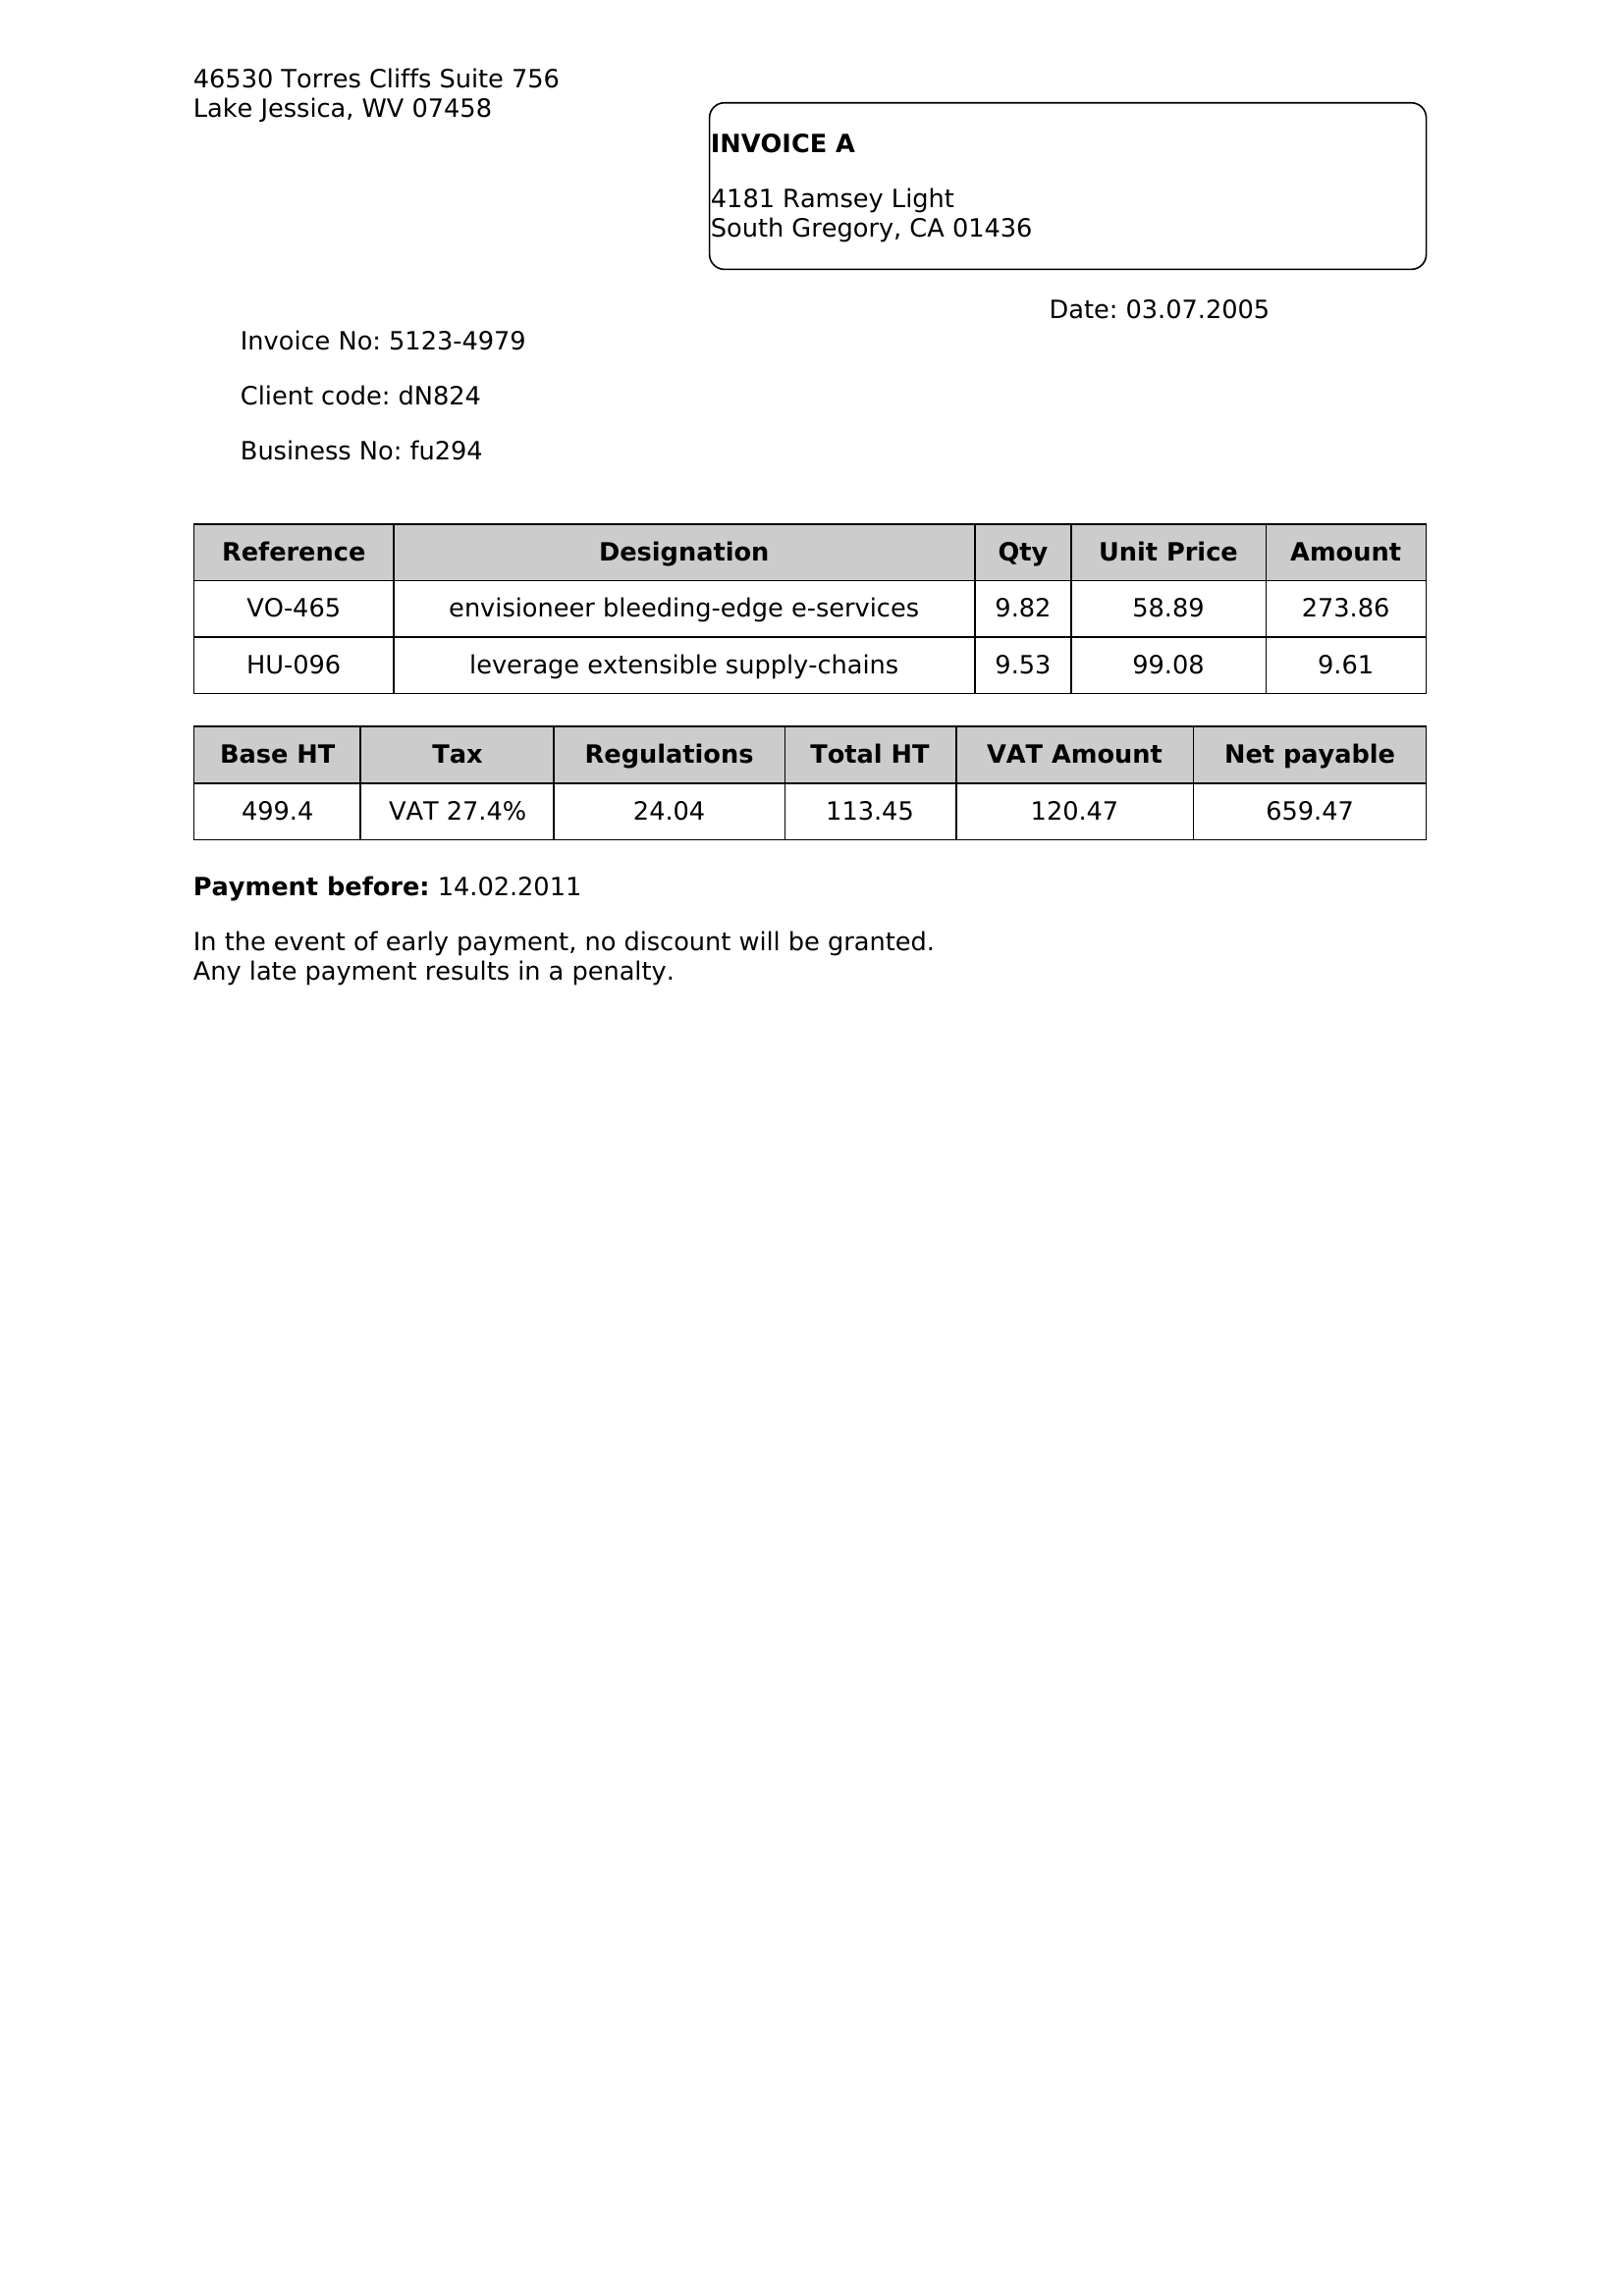 46530 Torres Cliffs Suite 756
Lake Jessica, WV 07458
INVOICE A
4181 Ramsey Light
South Gregory, CA 01436
Date: 03.07.2005
Invoice No: 5123-4979
Client code: dN824
Business No: fu294
Reference Designation Qty Unit Price Amount
VO-465 envisioneer bleeding-edge e-services 9.82 58.89 273.86
HU-096 leverage extensible supply-chains 9.53 99.08 9.61
Base HT Tax Regulations Total HT VAT Amount Net payable
499.4 VAT 27.4% 24.04 113.45 120.47 659.47
Payment before: 14.02.2011
In the event of early payment, no discount will be granted.
Any late payment results in a penalty.